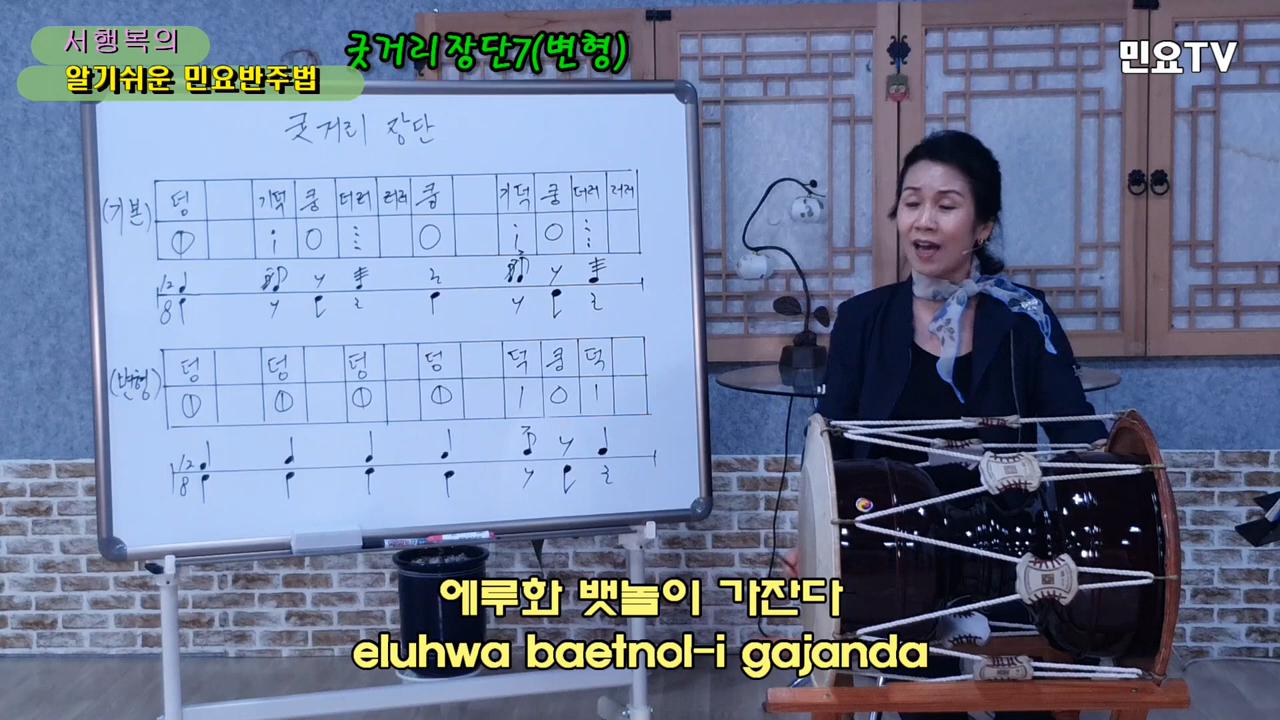 서행복의
알기쉬운 민요반주법
굿거리장단7(변형)
민요TV
굿거리 장단
(기본)
덩 기덕 쿵 더러 러러 쿵 기덕 쿵 더러 러러
12
8
(변형)
덩 덩 덩 덩 덕 쿵 덕
12
8
에루화 뱃놀이 가잔다
eluhwa baetnol-i gajanda